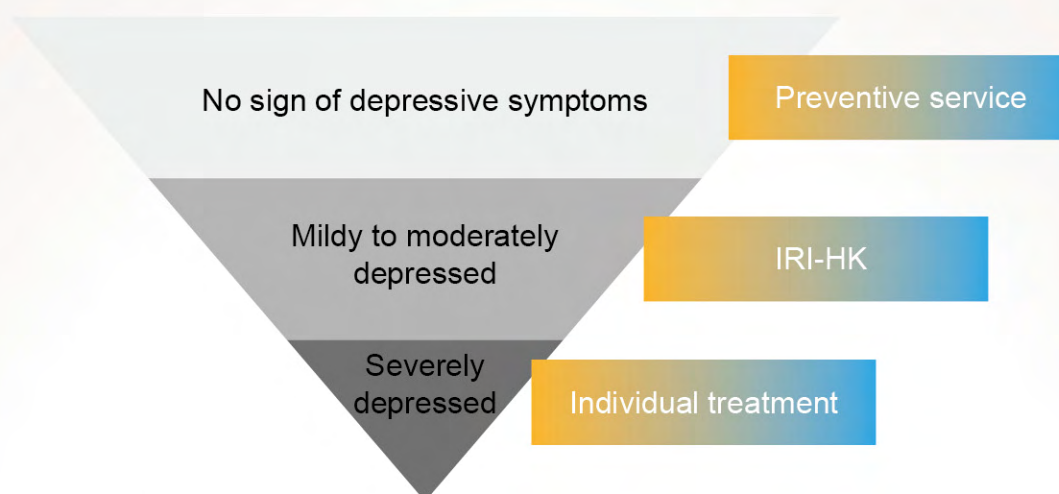 No sign of depressive symptoms
Preventive service
Mildy to moderately
depressed
IRI-HK
Severely
depressed
Individual treatment